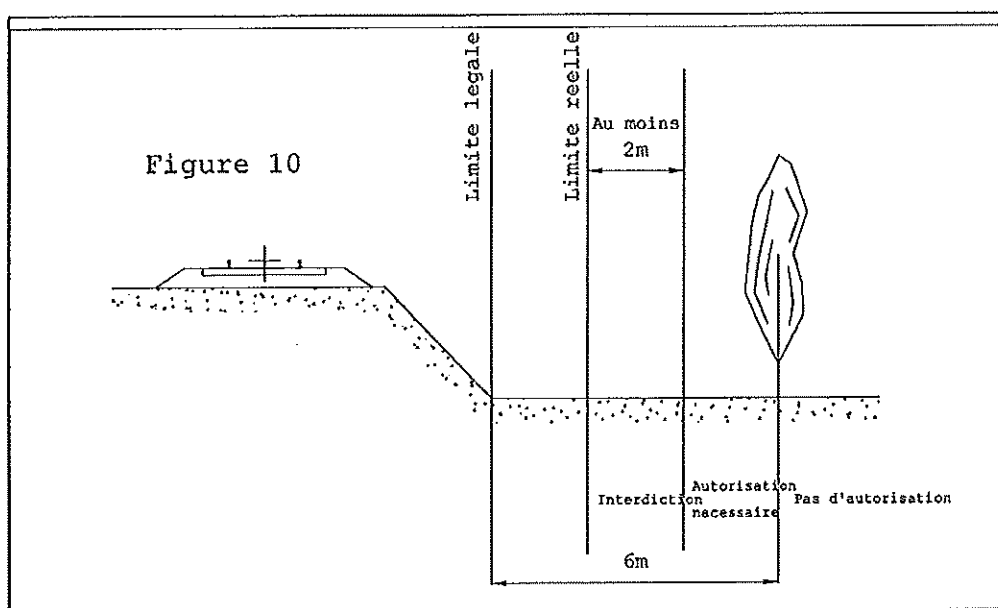 Limite legale
Limite reelle
Au moins
2m
Figure 10
Interdiction
Autorisation
nacessaire
Pas d'autorisation
6m